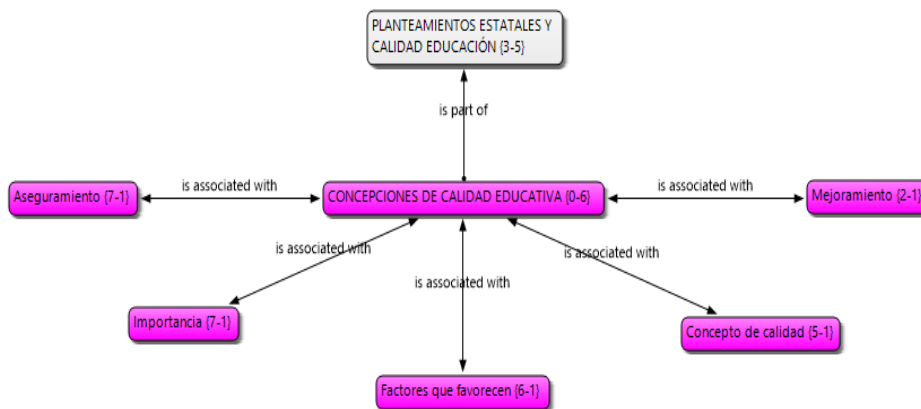 PLANTEAMIENTOS ESTATALES Y
CALIDAD EDUCACIÓN {3-5}
is part of
Aseguramiento {7-1}
is associated with
CONCEPCIONES DE CALIDAD EDUCATIVA {0-6}
is associated with
Mejoramiento {2-1}
is associated with
is associated with
is associated with
Importancia {7-1}
Factores que favorecen {6-1}
Concepto de calidad {5-1}